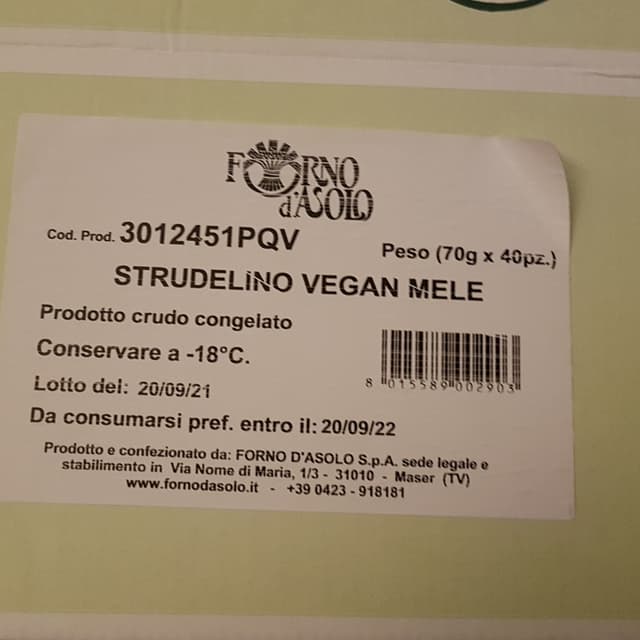 FORNO
d'ASOLO
Cod. Prod. 3012451PQV
Peso (70g x 40pz.)
STRUDELINO VEGAN MELE
Prodotto crudo congelato
Conservare a -18°C.
8 015589 002903
Lotto del: 20/09/21
Da consumarsi pref. entro il: 20/09/22
Prodotto e confezionato da: FORNO D'ASOLO S.p.A. sede legale e
stabilimento in Via Nome di Maria, 1/3 - 31010 - Maser (TV)
www.fornodasolo.it - +39 0423 - 918181